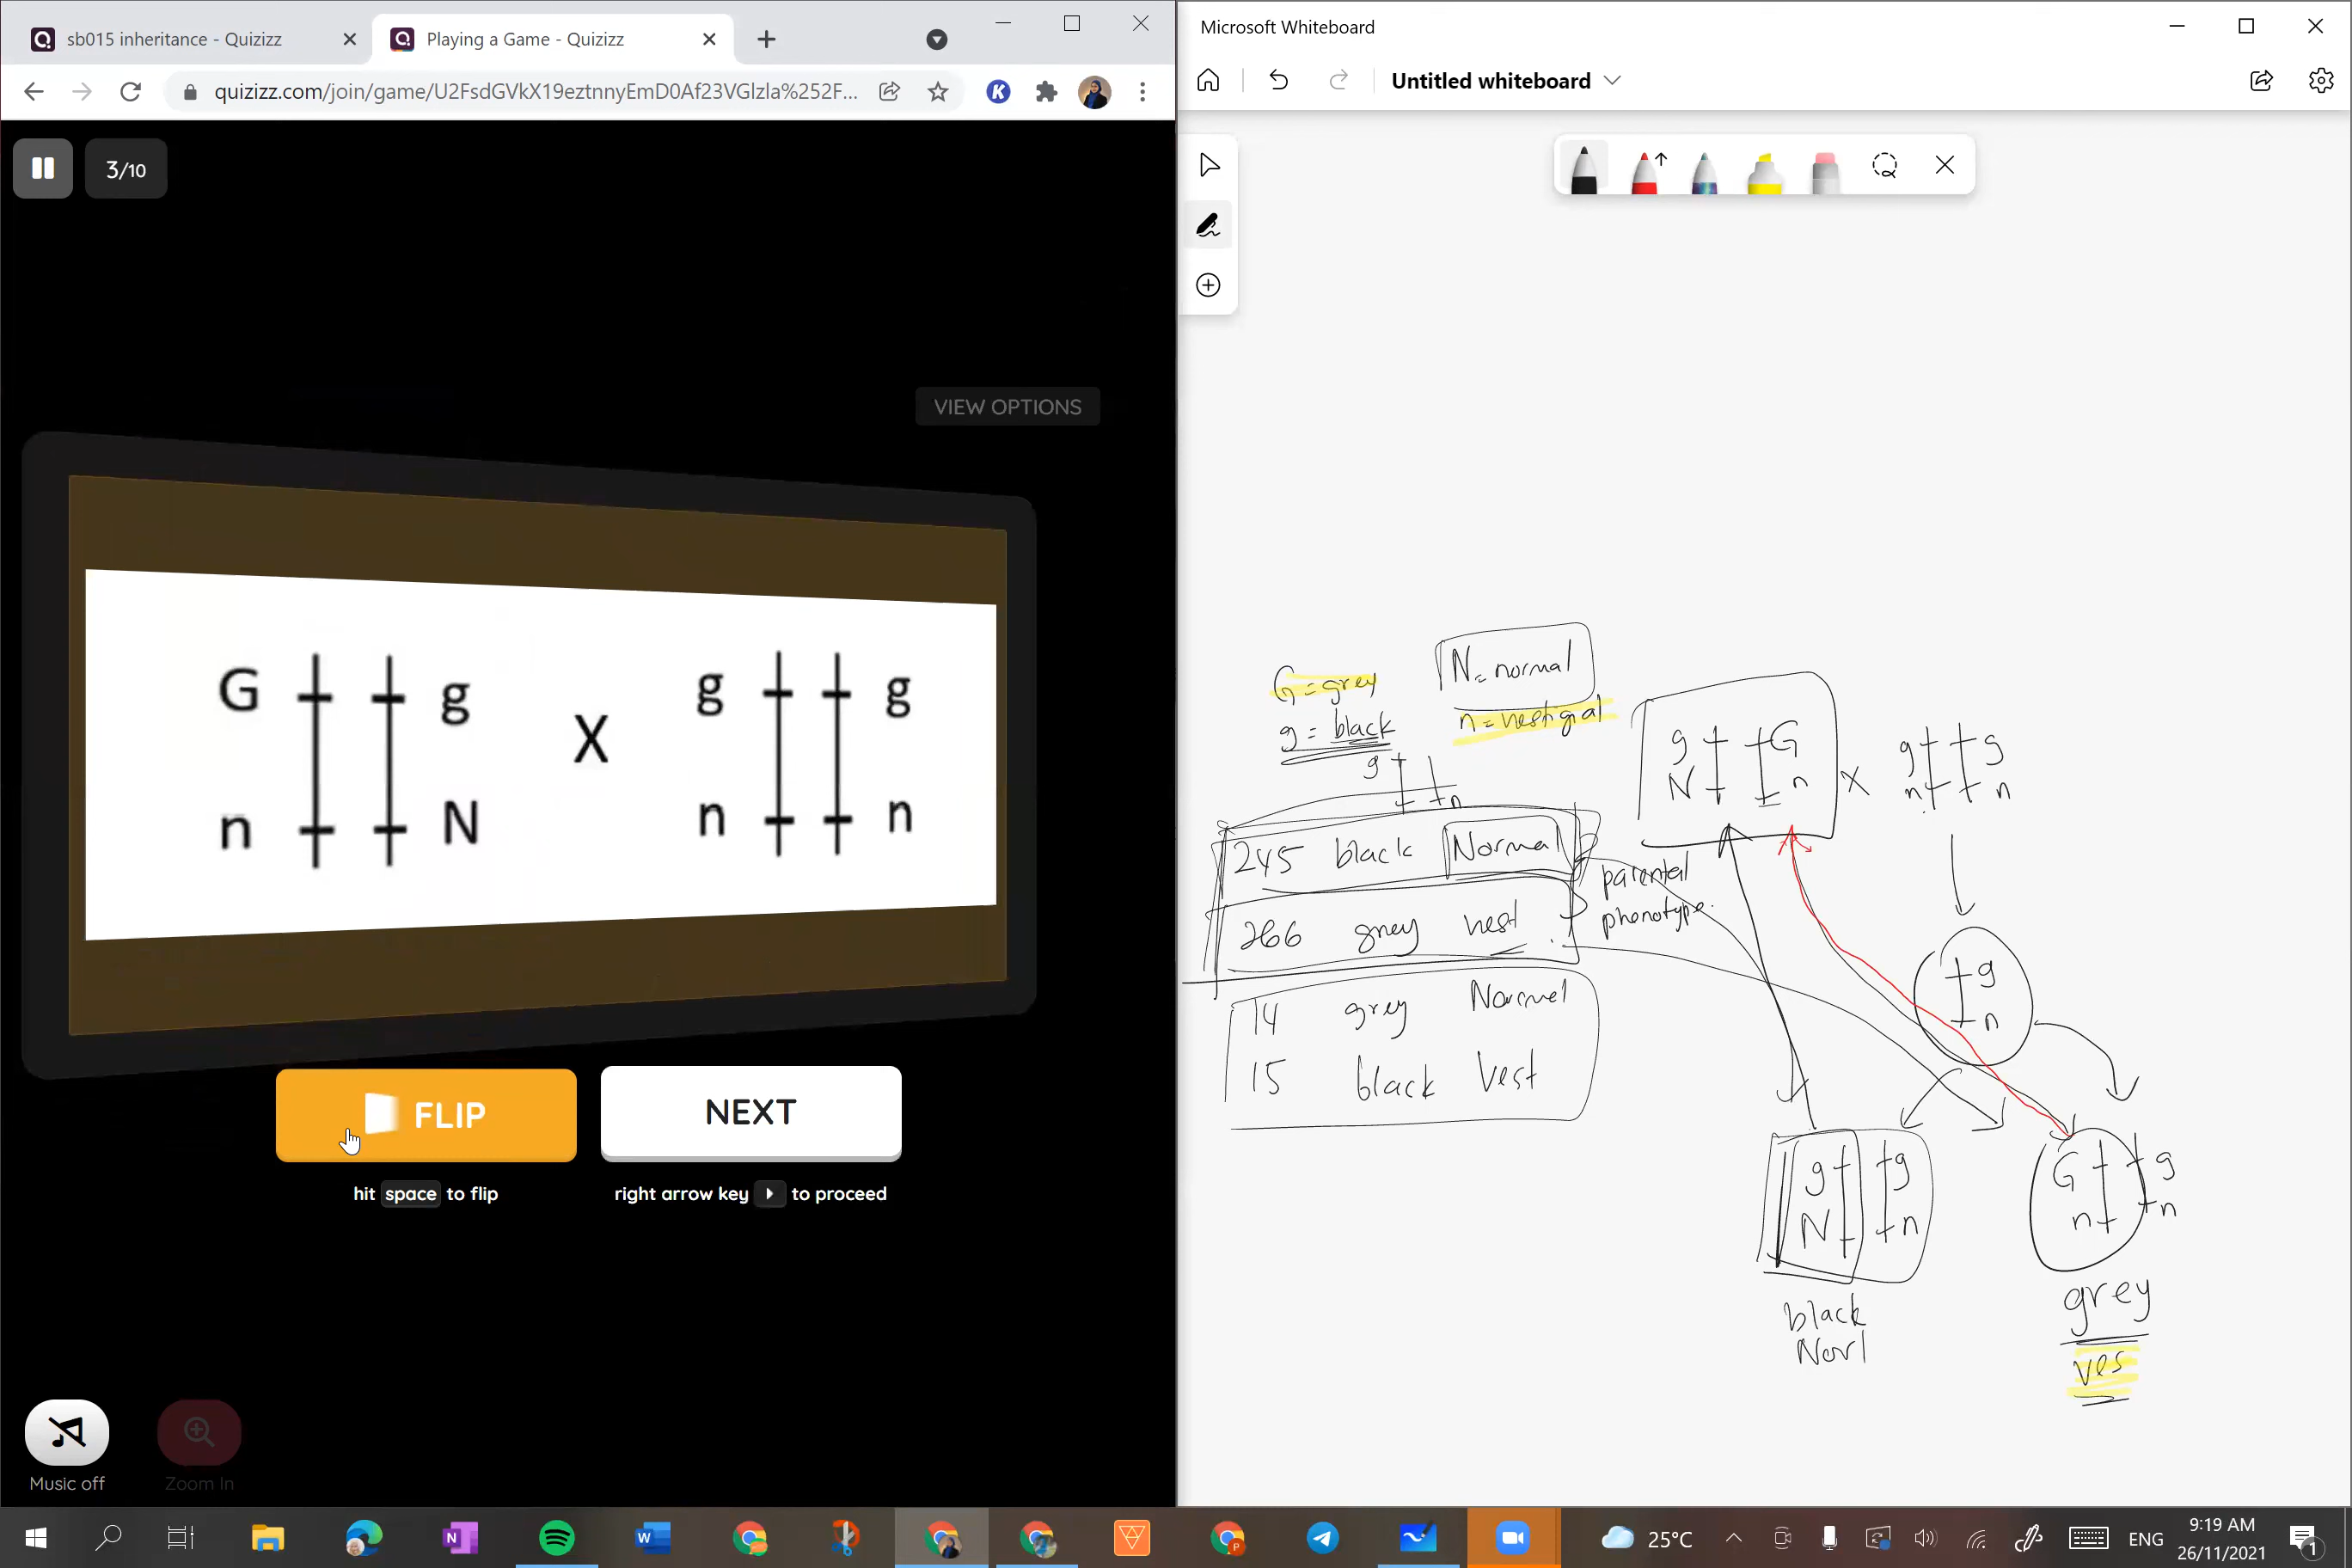 sb015 inheritance - Quizizz
Playing a Game - Quizizz
quizizz.com/join/game/U2FsdGVkX19eztnnyEmD0Af23VGlzla%252F...
3/10
VIEW OPTIONS
G g g g
X
n N n n
FLIP
NEXT
hit space to flip
right arrow key to proceed
Music off
Zoom In
Microsoft Whiteboard
Untitled whiteboard
G = grey
N = normal
g = black
n = vestigial
g
n
g G
N n
X
g g
n n
245 black Normal
266 grey vest
parental
phenotype.
14 grey Normal
15 black Vest
g
n
g g
N n
G g
n n
black
Norl
grey
ves
25°C
ENG
9:19 AM
26/11/2021
1